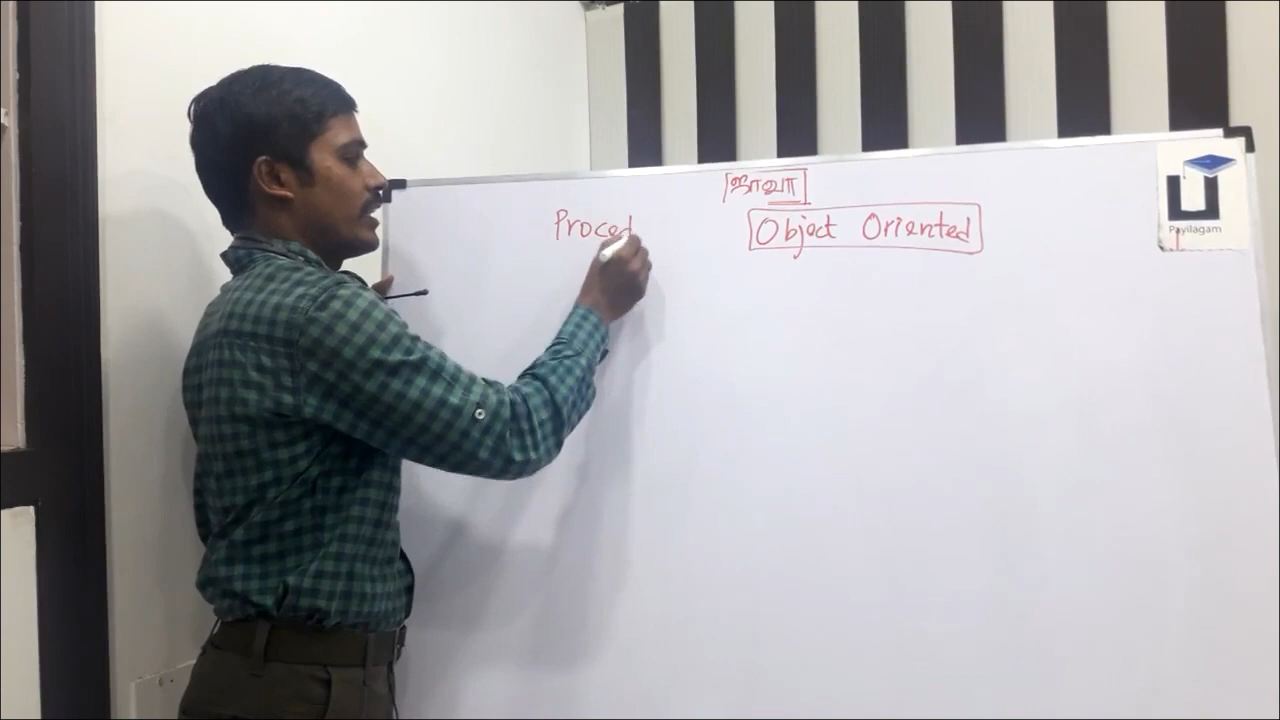 ஜாவா
Proced
Object Oriented
Payilagam